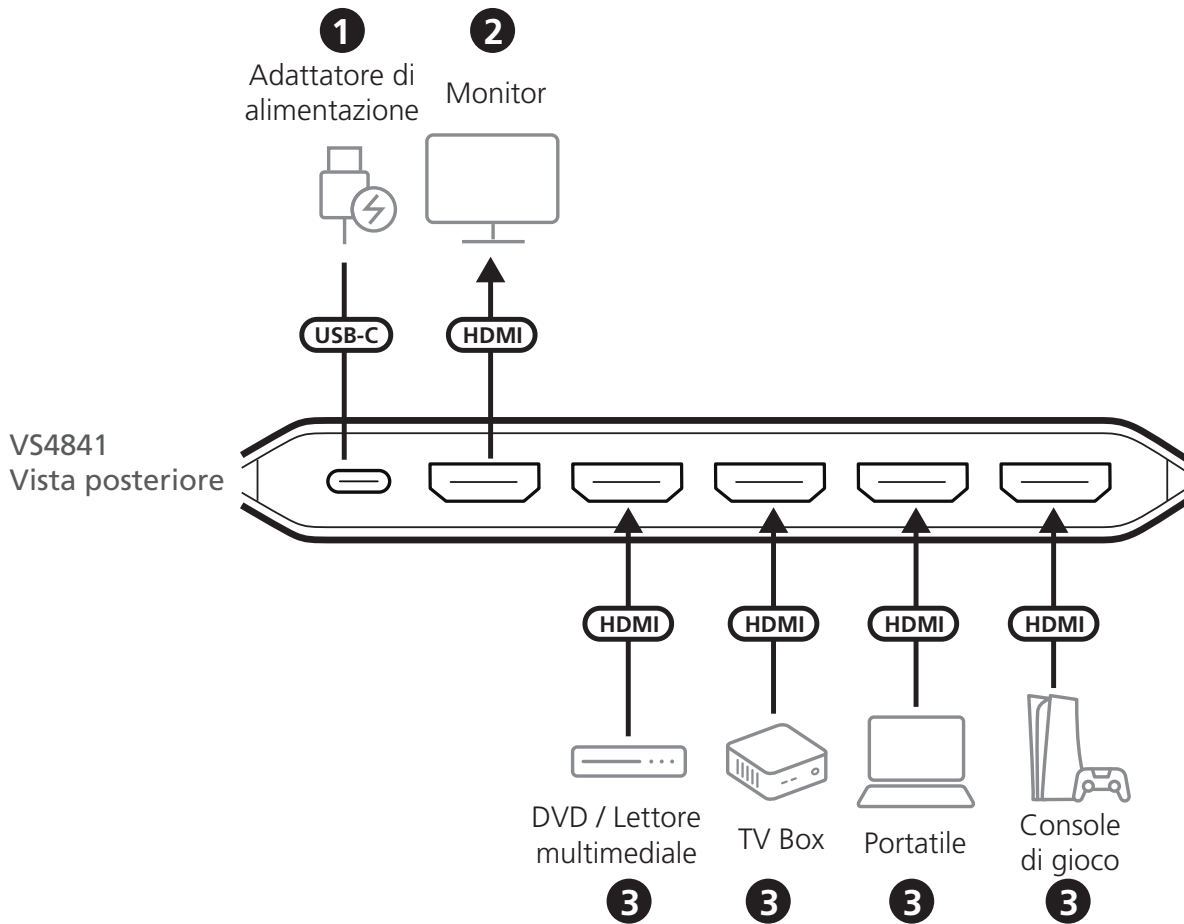 1
Adattatore di
alimentazione
2
Monitor
USB-C
HDMI
VS4841
Vista posteriore
HDMI
HDMI
HDMI
HDMI
DVD / Lettore
multimediale
3
TV Box
3
Portatile
3
Console
di gioco
3